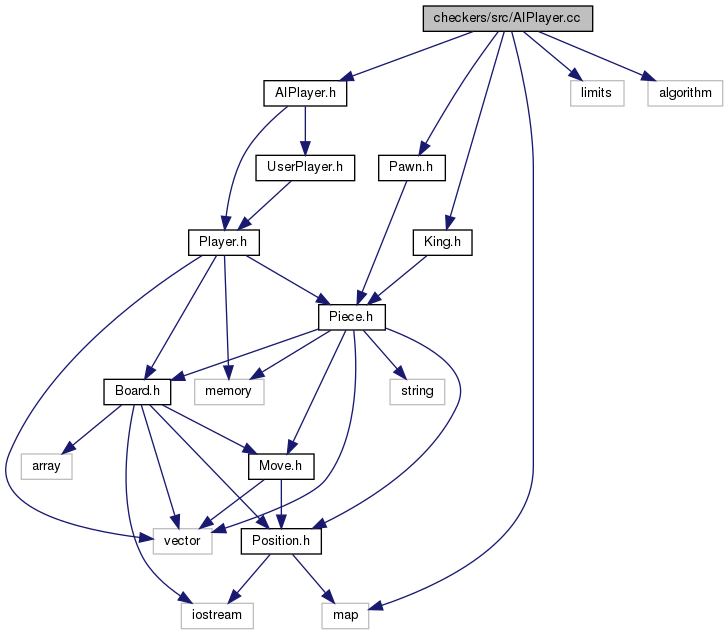 checkers/src/AIPlayer.cc
AIPlayer.h
limits
algorithm
UserPlayer.h
Pawn.h
Player.h
King.h
Piece.h
Board.h
memory
string
array
Move.h
vector
Position.h
iostream
map